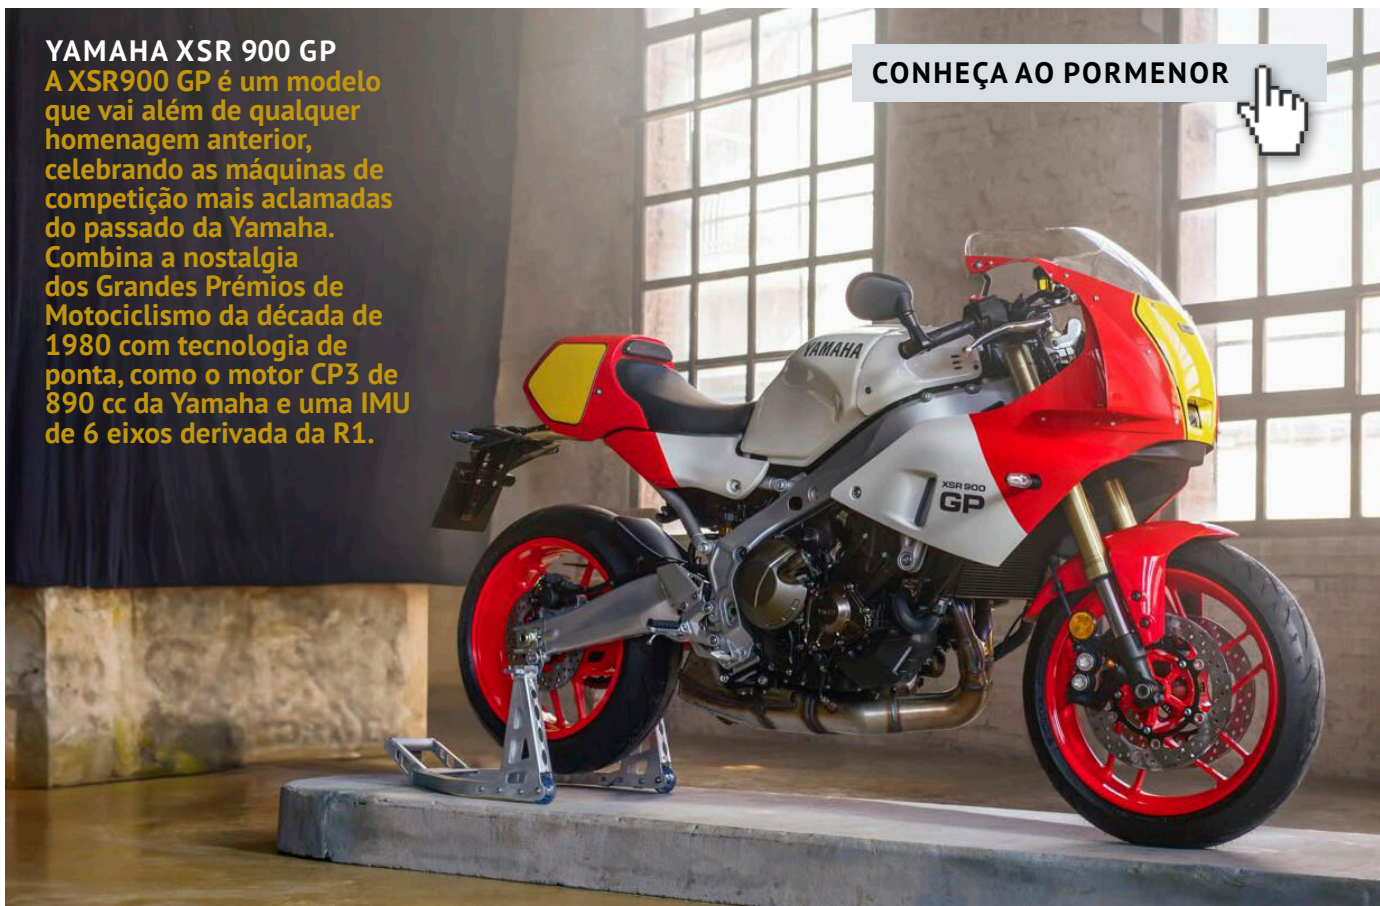 YAMAHA XSR 900 GP
A XSR900 GP é um modelo
que vai além de qualquer
homenagem anterior,
celebrando as máquinas de
competição mais aclamadas
do passado da Yamaha.
Combina a nostalgia
dos Grandes Prémios de
Motociclismo da década de
1980 com tecnologia de
ponta, como o motor CP3 de
890 cc da Yamaha e uma IMU
de 6 eixos derivada da R1.
CONHEÇA AO PORMENOR
YAMAHA
XSR 900
GP